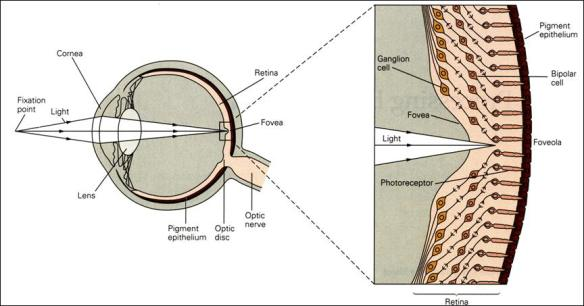 Cornea
Retina
Fixation
point
Light
Fovea
Lens
Pigment
epithelium
Optic
disc
Optic
nerve
Pigment
epithelium
Ganglion
cell
Bipolar
cell
Fovea
Light
Foveola
Photoreceptor
Retina